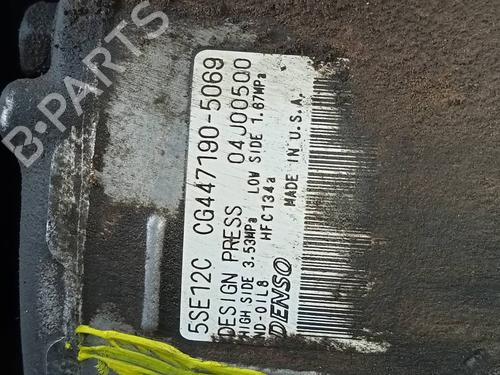 B-PARTS
5SE12C CG447190-5069
DESIGN PRESS 04J00500
HIGH SIDE 3.53MPa LOW SIDE 1.67MPa
ND-OIL8 HFC134a
DENSO MADE IN U.S.A.